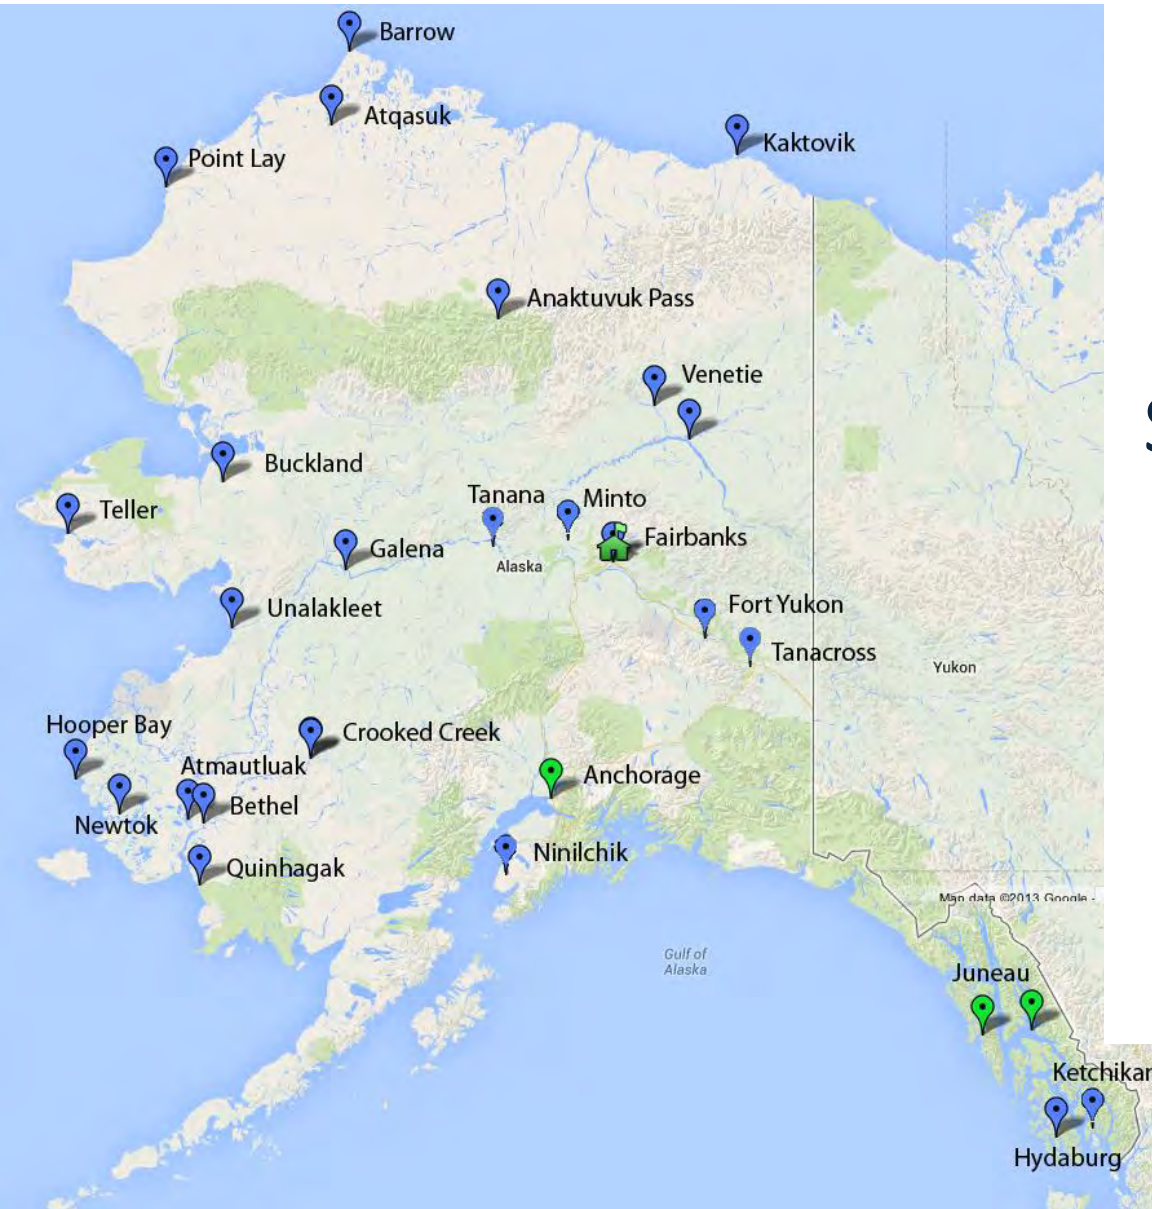 Barrow
Atqasuk
Kaktovik
Point Lay
Anaktuvuk Pass
Venetie
Buckland
Tanana
Minto
Teller
Fairbanks
Galena
Alaska
Fort Yukon
Unalakleet
Tanacross
Yukon
Hooper Bay
Crooked Creek
Atmautluak
Anchorage
Bethel
Newtok
Ninilchik
Quinhagak
Map data ©2013 Google -
Gulf of
Alaska
Juneau
Ketchikan
Hydaburg
S